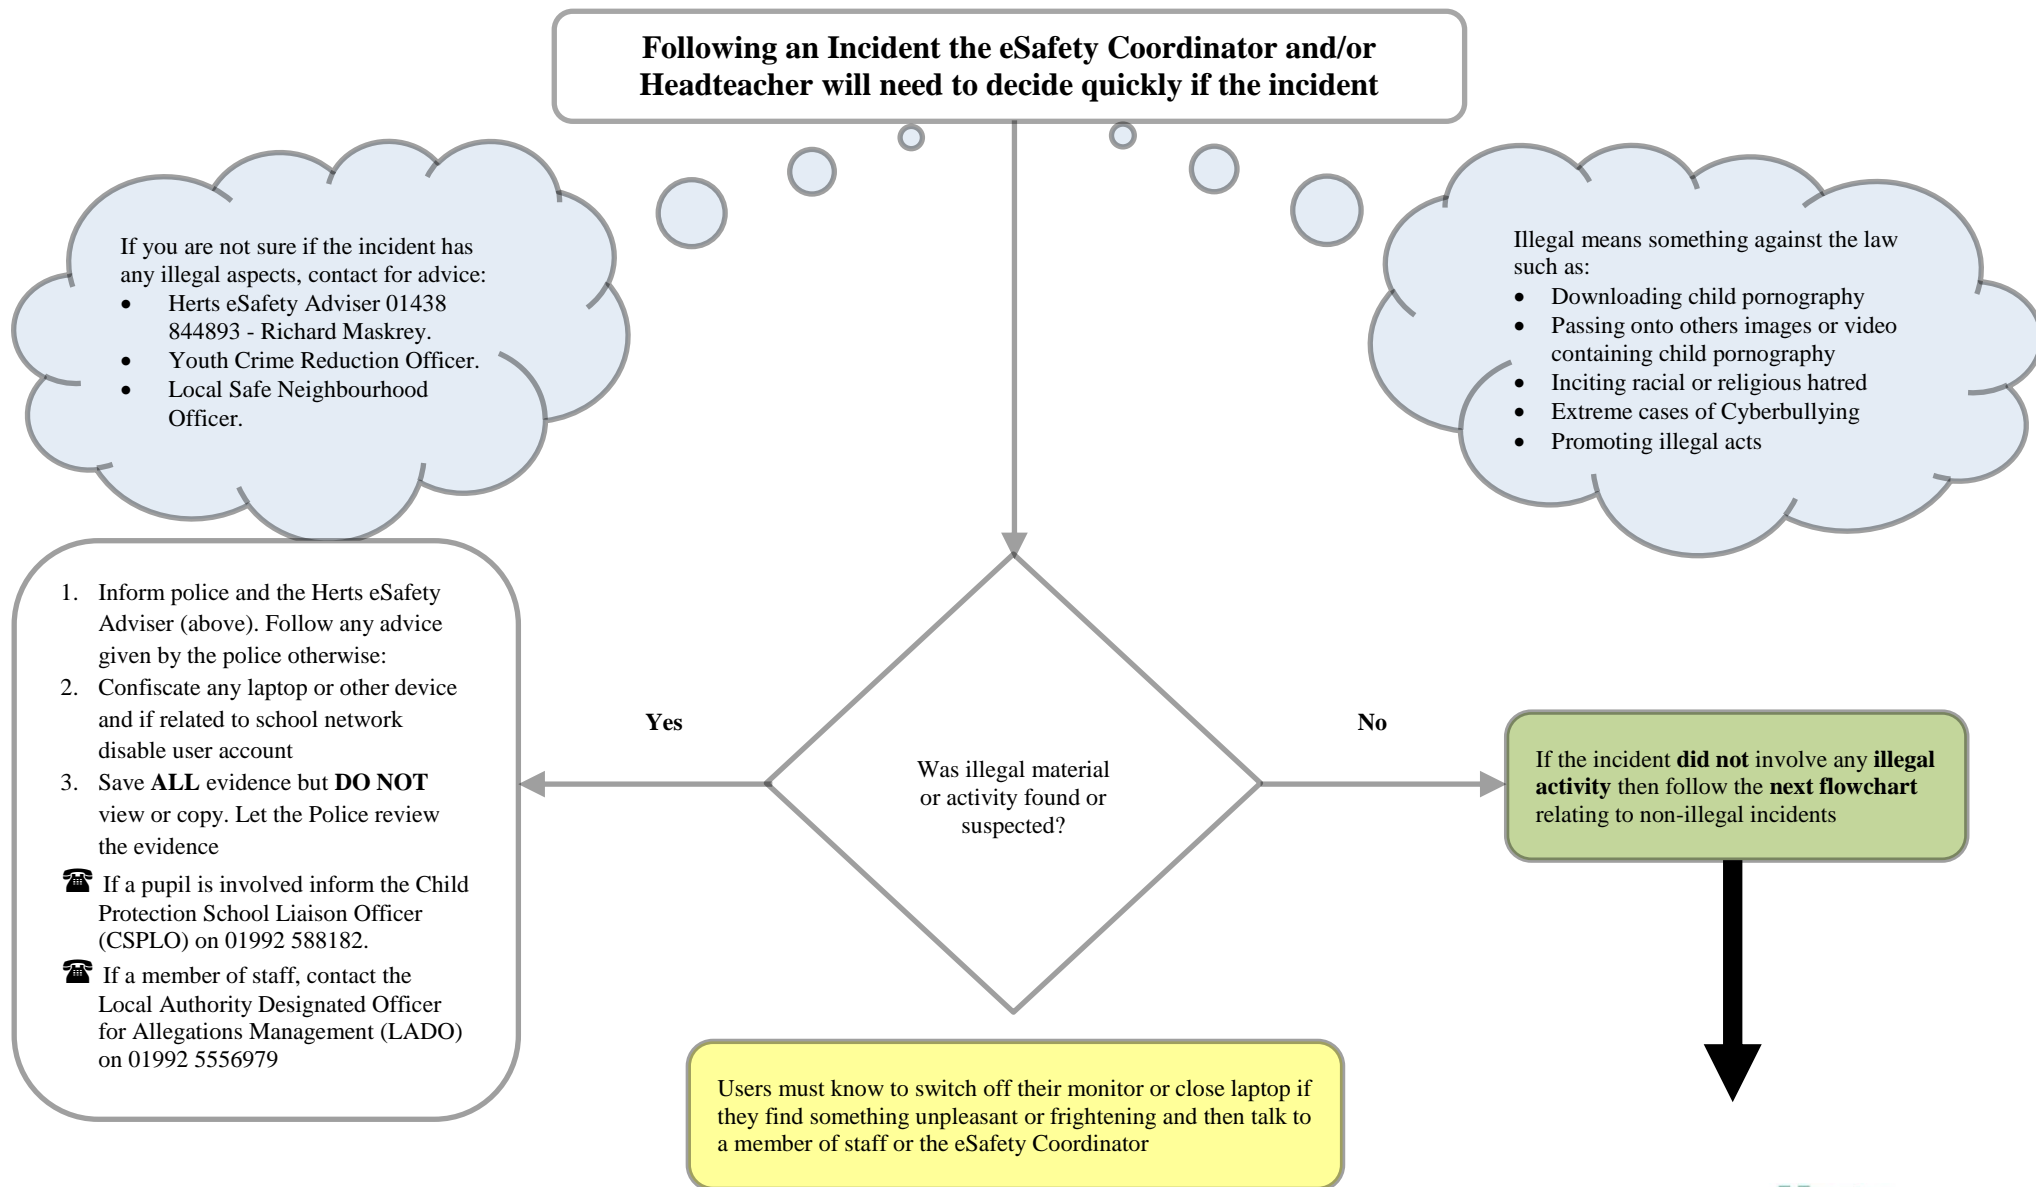 Following an Incident the eSafety Coordinator and/or
Headteacher will need to decide quickly if the incident
If you are not sure if the incident has
any illegal aspects, contact for advice:
• Herts eSafety Adviser 01438
844893 - Richard Maskrey.
• Youth Crime Reduction Officer.
• Local Safe Neighbourhood
Officer.
Illegal means something against the law
such as:
• Downloading child pornography
• Passing onto others images or video
containing child pornography
• Inciting racial or religious hatred
• Extreme cases of Cyberbullying
• Promoting illegal acts
1. Inform police and the Herts eSafety
Adviser (above). Follow any advice
given by the police otherwise:
2. Confiscate any laptop or other device
and if related to school network
disable user account
3. Save ALL evidence but DO NOT
view or copy. Let the Police review
the evidence
☎ If a pupil is involved inform the Child
Protection School Liaison Officer
(CSPLO) on 01992 588182.
☎ If a member of staff, contact the
Local Authority Designated Officer
for Allegations Management (LADO)
on 01992 5556979
Yes
Was illegal material
or activity found or
suspected?
No
If the incident did not involve any illegal
activity then follow the next flowchart
relating to non-illegal incidents
Users must know to switch off their monitor or close laptop if
they find something unpleasant or frightening and then talk to
a member of staff or the eSafety Coordinator